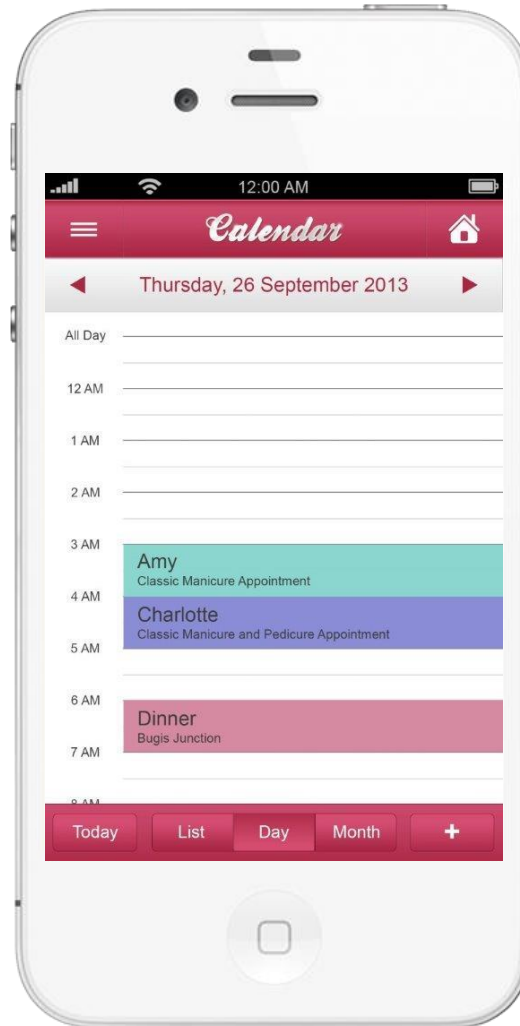 12:00 AM
Calendar
Thursday, 26 September 2013
All Day
12 AM
1 AM
2 AM
3 AM
Amy
Classic Manicure Appointment
4 AM
Charlotte
Classic Manicure and Pedicure Appointment
5 AM
6 AM
Dinner
Bugis Junction
7 AM
8 AM
Today List Day Month +